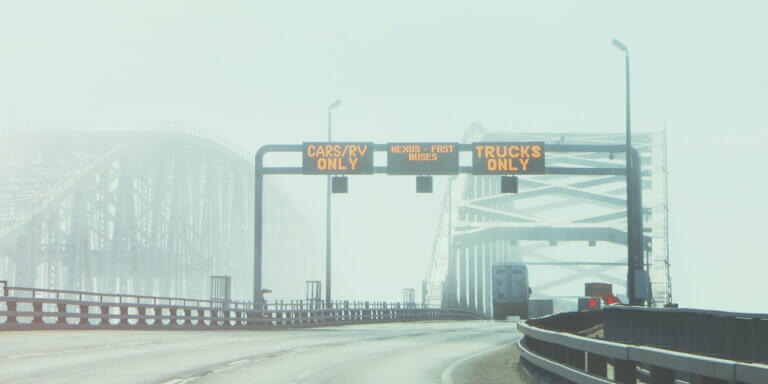 CARS/RV
ONLY
NEXUS - FAST
BUSES
TRUCKS
ONLY